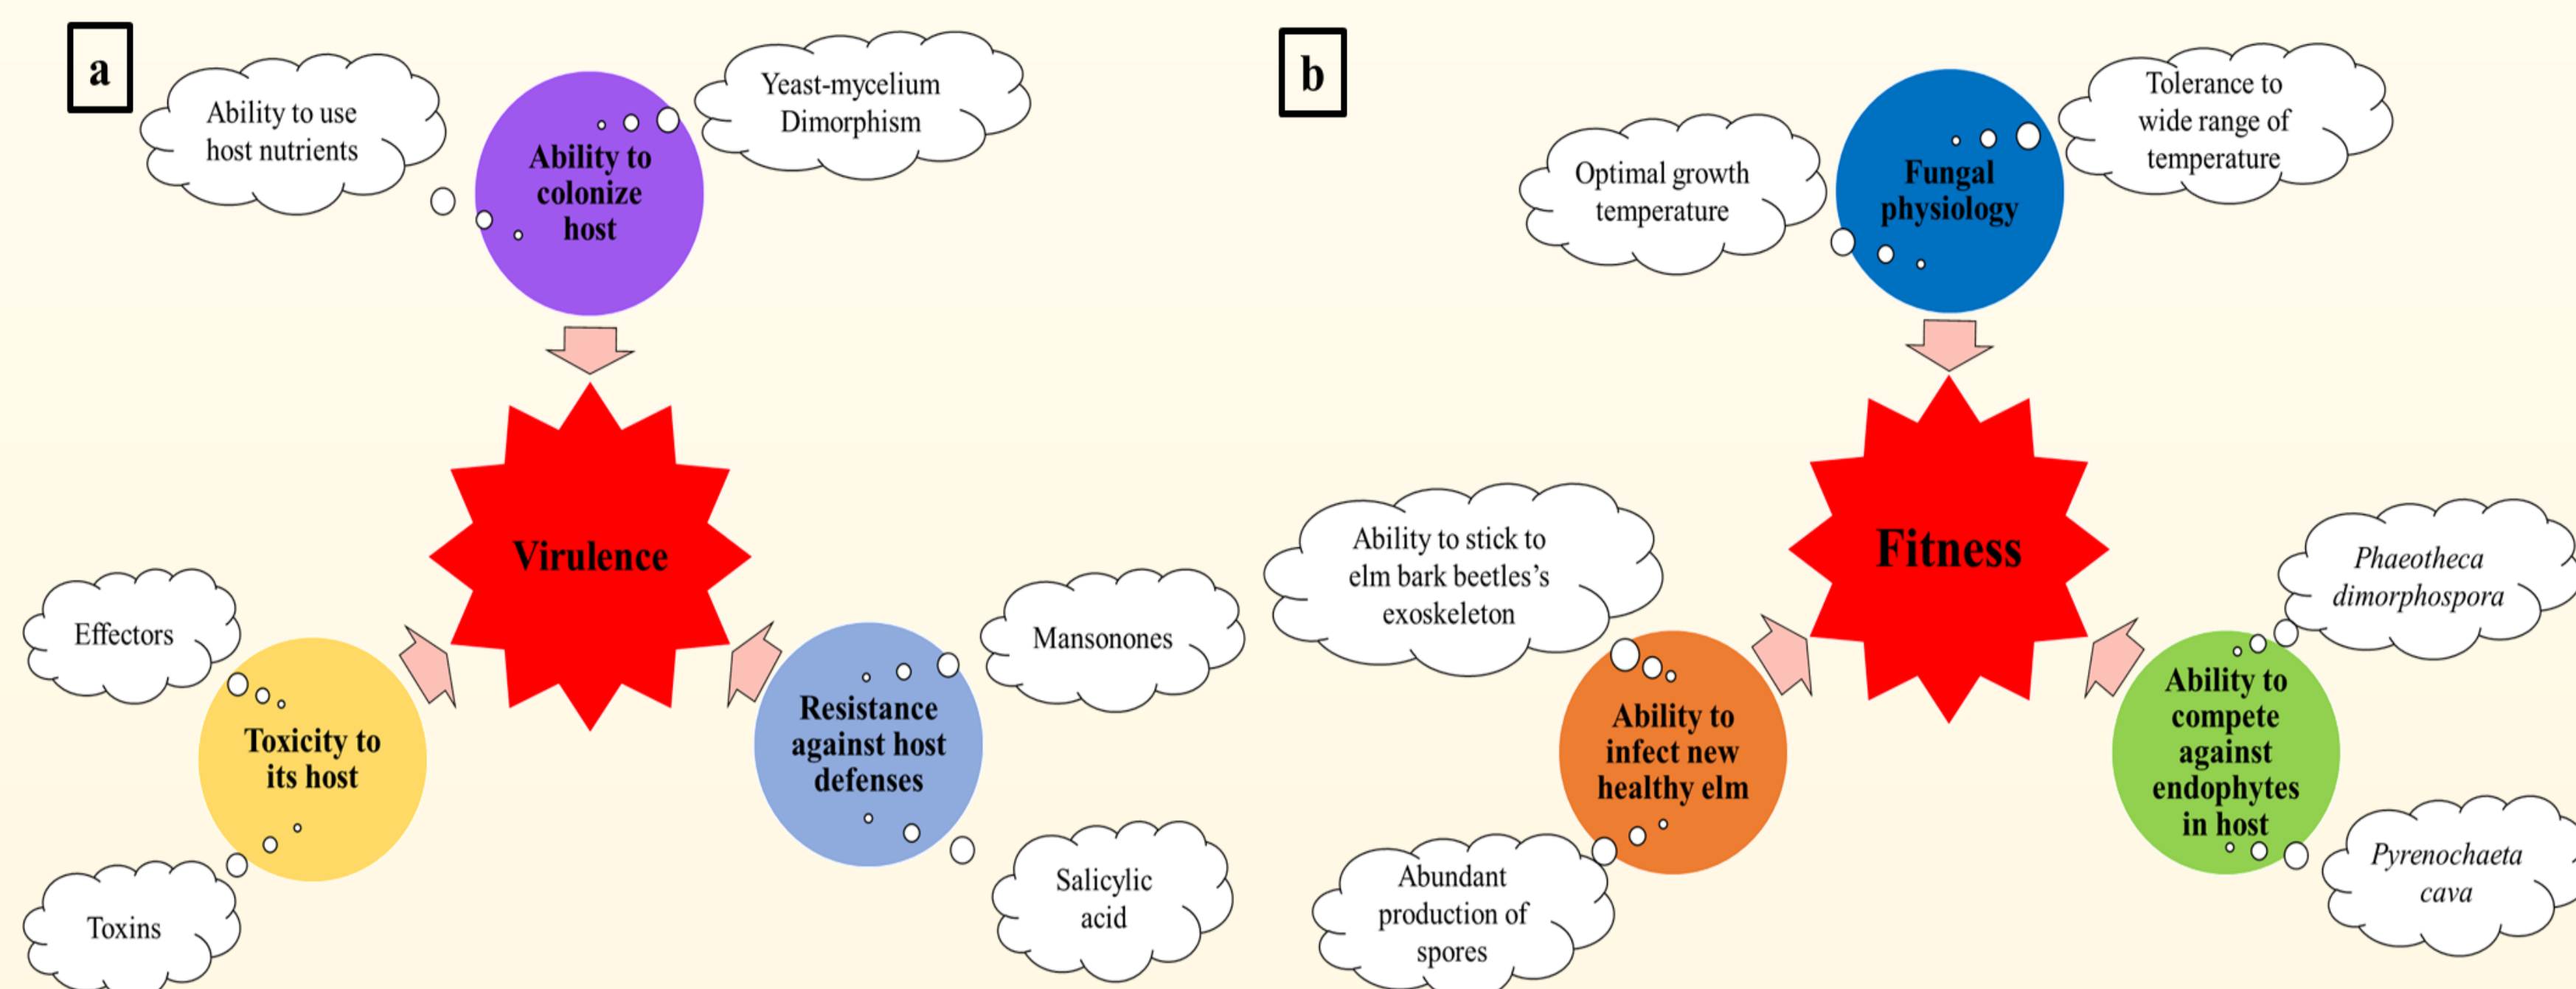 a
Ability to use
host nutrients
Ability to
colonize
host
Yeast-mycelium
Dimorphism
Virulence
Effectors
Toxicity to
its host
Toxins
Resistance
against host
defenses
Mansonones
Salicylic
acid
b
Optimal growth
temperature
Fungal
physiology
Tolerance to
wide range of
temperature
Fitness
Ability to stick to
elm bark beetles’s
exoskeleton
Ability to
infect new
healthy elm
Abundant
production of
spores
Ability to
compete
against
endophytes
in host
Phaeotheca
dimorphospora
Pyrenochaeta
cava